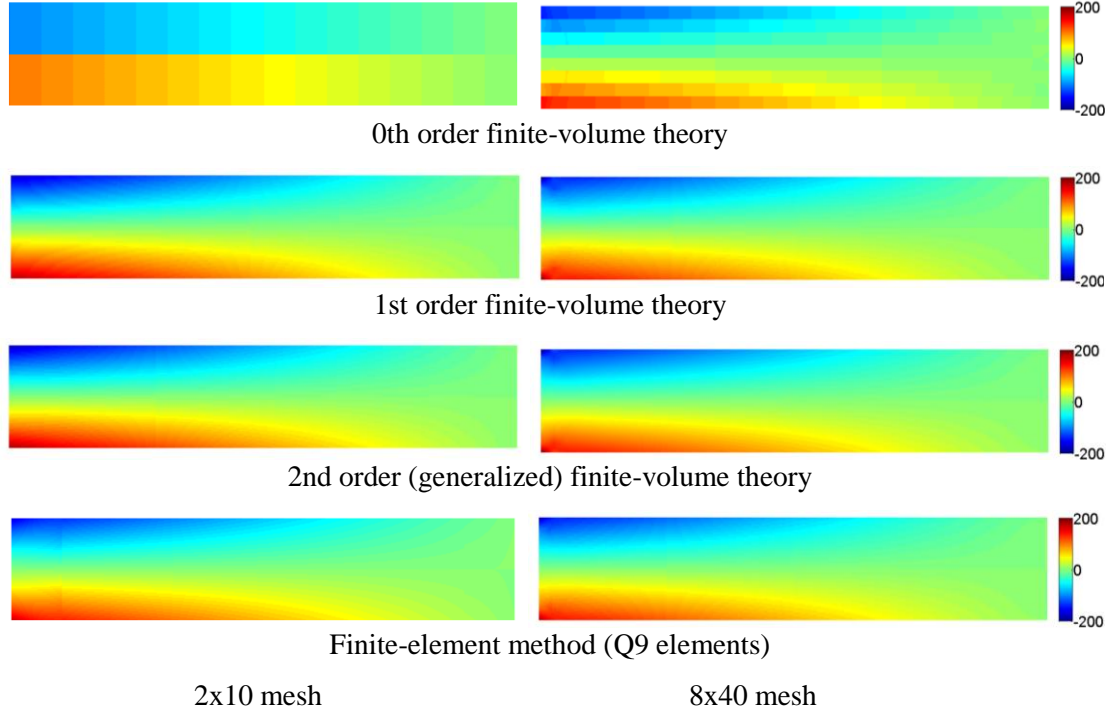 200
0
-200
0th order finite-volume theory
200
0
-200
1st order finite-volume theory
200
0
-200
2nd order (generalized) finite-volume theory
200
0
-200
Finite-element method (Q9 elements)
2x10 mesh
8x40 mesh